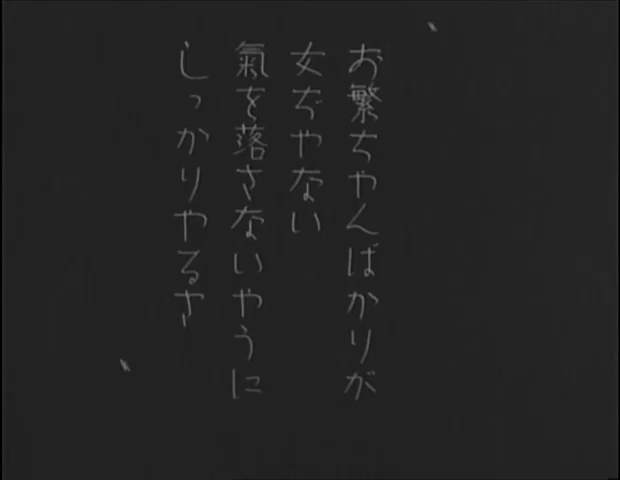 お繁ちやんばかりが
女ぢやない
氣を落さないやうに
しつかりやるさ